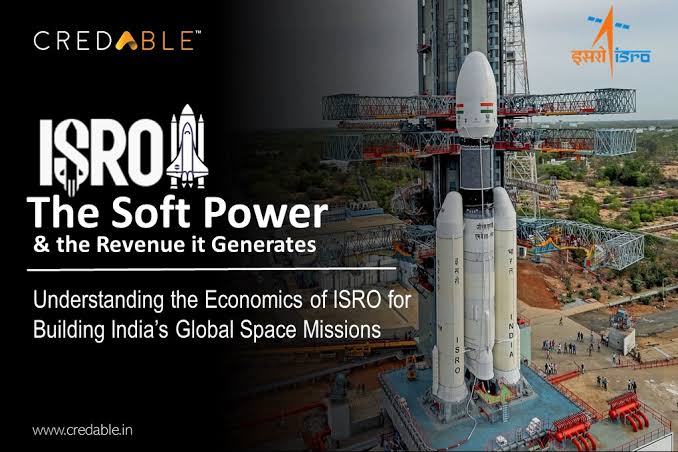 CREDABLE™
इसरो isro
ISRO
The Soft Power
& the Revenue it Generates
Understanding the Economics of ISRO for
Building India's Global Space Missions
ISRO
INDIA
www.credable.in